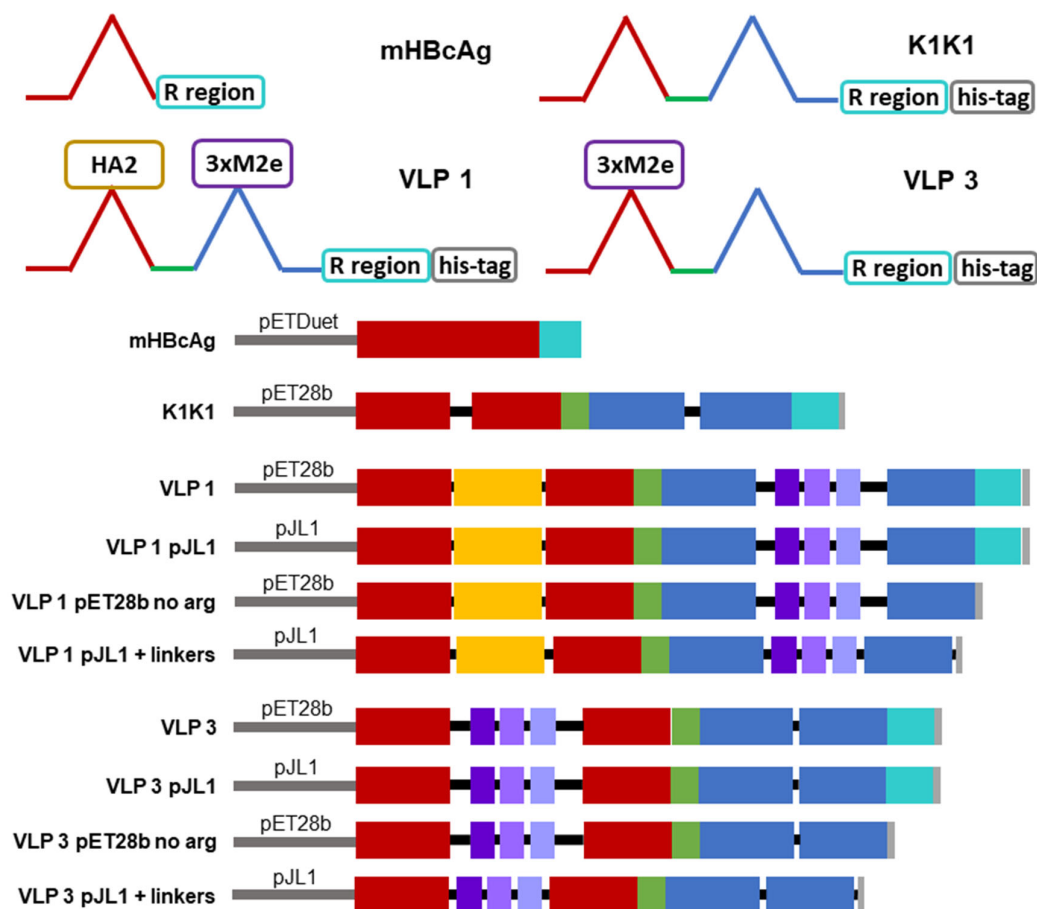 mHBcAg
R region
K1K1
R region his-tag
HA2
3xM2e
VLP 1
R region his-tag
3xM2e
VLP 3
R region his-tag
pETDuet
mHBcAg
pET28b
K1K1
pET28b
VLP 1
pJL1
VLP 1 pJL1
pET28b
VLP 1 pET28b no arg
pJL1
VLP 1 pJL1 + linkers
pET28b
VLP 3
pJL1
VLP 3 pJL1
pET28b
VLP 3 pET28b no arg
pJL1
VLP 3 pJL1 + linkers